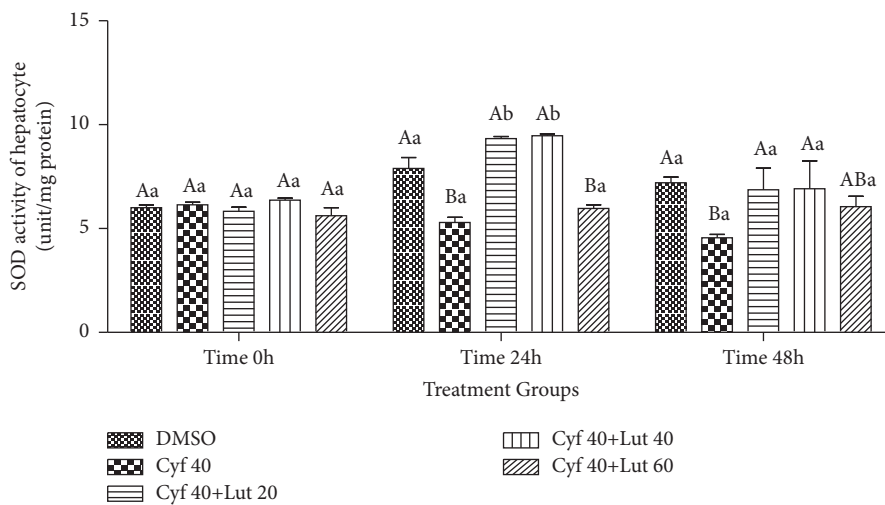 SOD activity of hepatocyte
(unit/mg protein)
15
10
5
0
Aa Aa Aa Aa Aa
Aa Ba Ab Ab Ba
Aa Ba Aa Aa ABa
Time 0h Time 24h Time 48h
Treatment Groups
DMSO
Cyf 40
Cyf 40+Lut 20
Cyf 40+Lut 40
Cyf 40+Lut 60